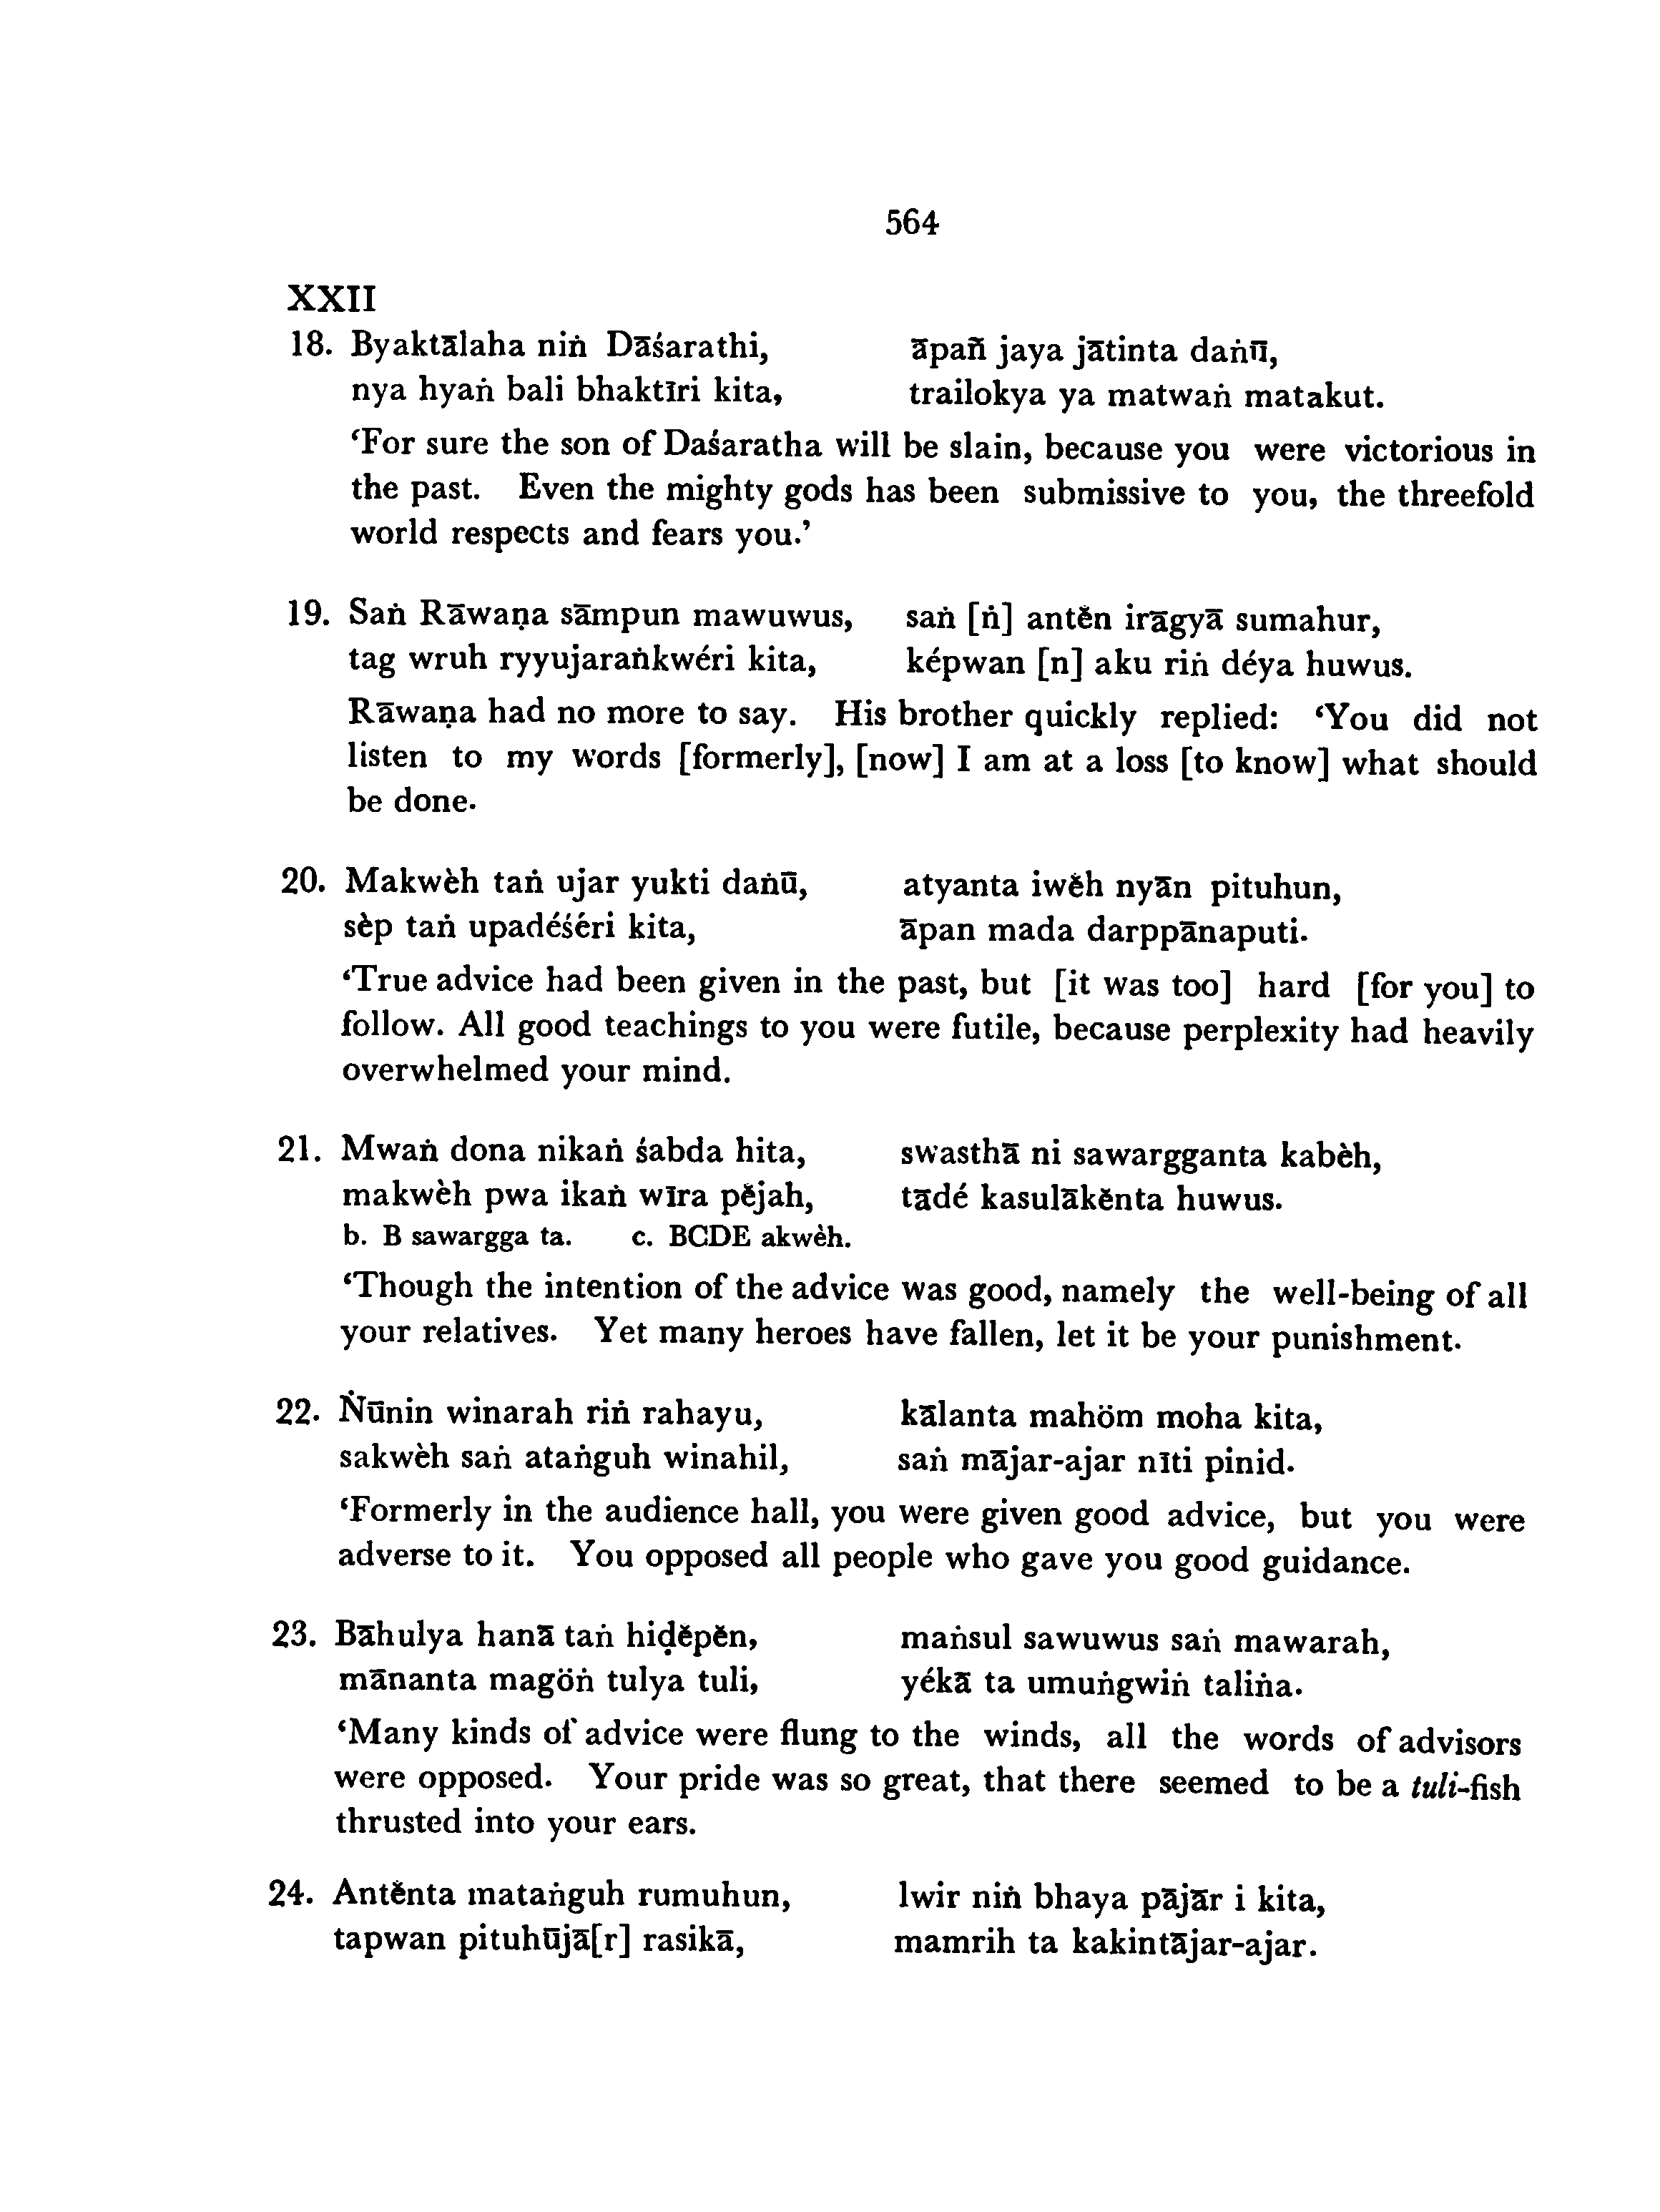 564
XXII
18. Byaktālaha niṅ Dāśarathi, āpañ jaya jātinta daṅū,
nya hyaṅ bali bhaktīri kita, trailokya ya matwaṅ matakut.
‘For sure the son of Daśaratha will be slain, because you were victorious in
the past. Even the mighty gods has been submissive to you, the threefold
world respects and fears you.’
19. Saṅ Rāwaṇa sāmpun mawuwus, saṅ [ṅ] antĕn irāgyā sumahur,
tag wruh ryyujaraṅkwéri kita, képwan [n] aku riṅ déya huwus.
Rāwaṇa had no more to say. His brother quickly replied: ‘You did not
listen to my words [formerly], [now] I am at a loss [to know] what should
be done.
20. Makwèh taṅ ujar yukti daṅū, atyanta iwĕh nyān pituhun,
sèp taṅ upadéśéri kita, āpan mada darppānaputi.
‘True advice had been given in the past, but [it was too] hard [for you] to
follow. All good teachings to you were futile, because perplexity had heavily
overwhelmed your mind.
21. Mwaṅ dona nikaṅ śabda hita, swasthā ni sawargganta kabèh,
makwèh pwa ikaṅ wīra pĕjah, tādé kasulākĕnta huwus.
b. B sawargga ta. c. BCDE akwèh.
‘Though the intention of the advice was good, namely the well-being of all
your relatives. Yet many heroes have fallen, let it be your punishment.
22. Ṅūnin winarah riṅ rahayu, kālanta mahöm moha kita,
sakwèh saṅ ataṅguh winahil, saṅ mājar-ajar nīti pinid.
‘Formerly in the audience hall, you were given good advice, but you were
adverse to it. You opposed all people who gave you good guidance.
23. Bāhulya hanā taṅ hiḍĕpĕn, maṅsul sawuwus saṅ mawarah,
mānanta magöṅ tulya tuli, yékā ta umuṅgwiṅ taliṅa.
‘Many kinds of advice were flung to the winds, all the words of advisors
were opposed. Your pride was so great, that there seemed to be a tuli-fish
thrusted into your ears.
24. Antĕnta mataṅguh rumuhun, lwir niṅ bhaya pājār i kita,
tapwan pituhūjā[r] rasikā, mamrih ta kakintājar-ajar.